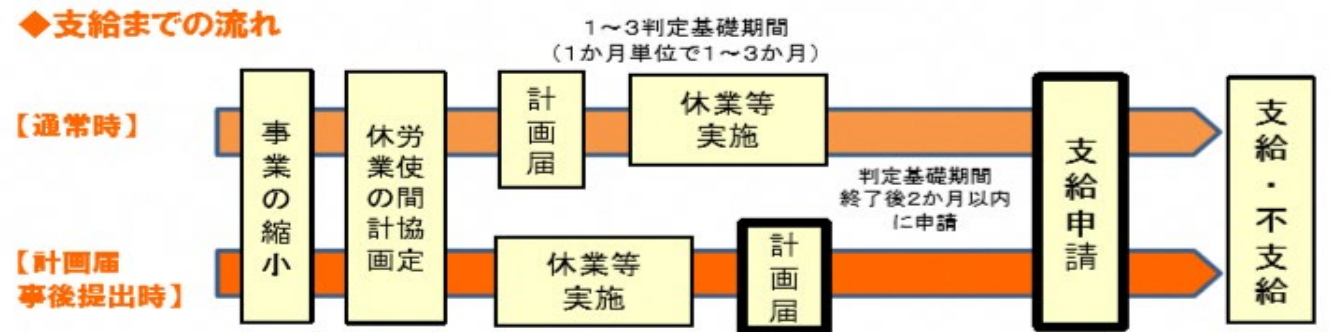 ◆支給までの流れ
1～3判定基礎期間
（1か月単位で1～3か月）
【通常時】
事業の縮小
労使間協定
休業の計画
計画届
休業等
実施
判定基礎期間
終了後2か月以内
に申請
支給申請
支給・不支給
【計画届
事後提出時】
休業等
実施
計画届